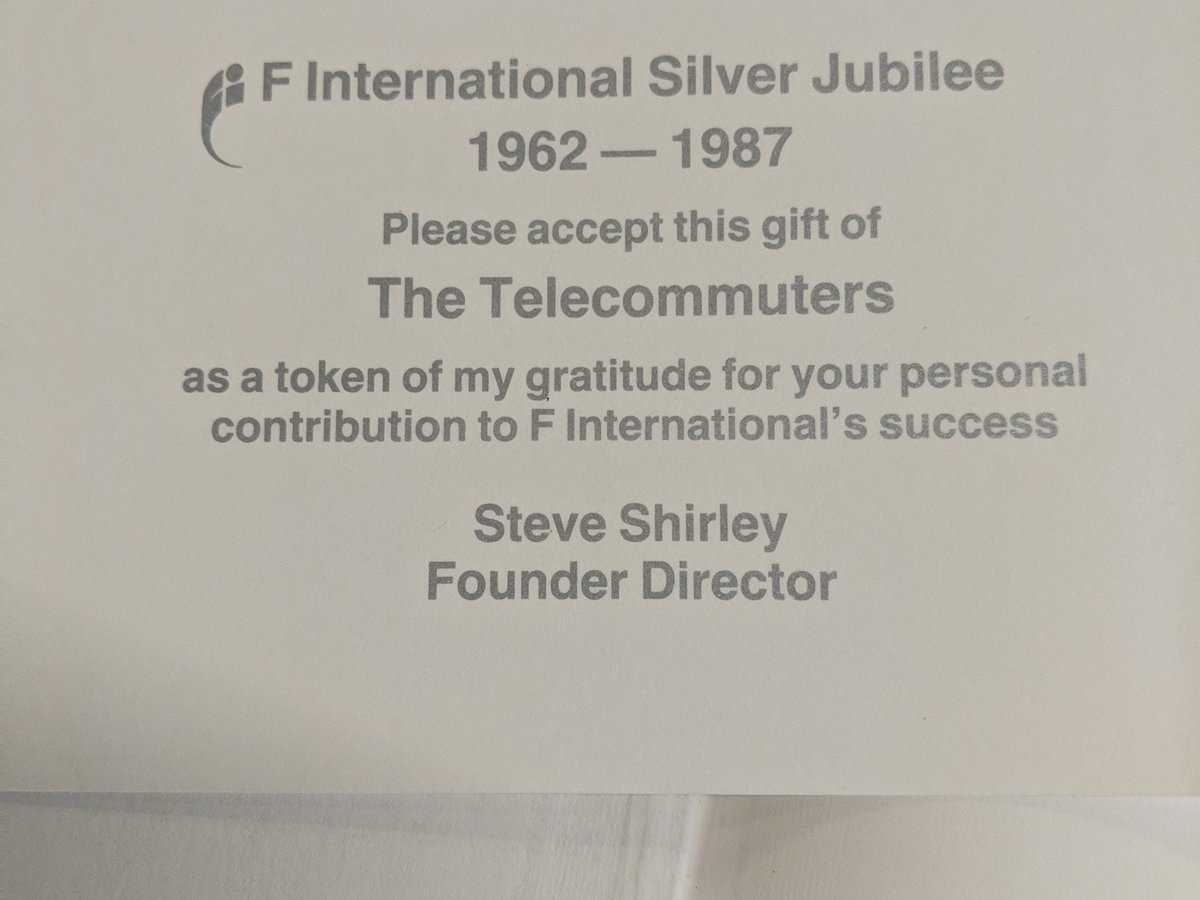 F International Silver Jubilee
1962 — 1987
Please accept this gift of
The Telecommuters
as a token of my gratitude for your personal
contribution to F International's success
Steve Shirley
Founder Director